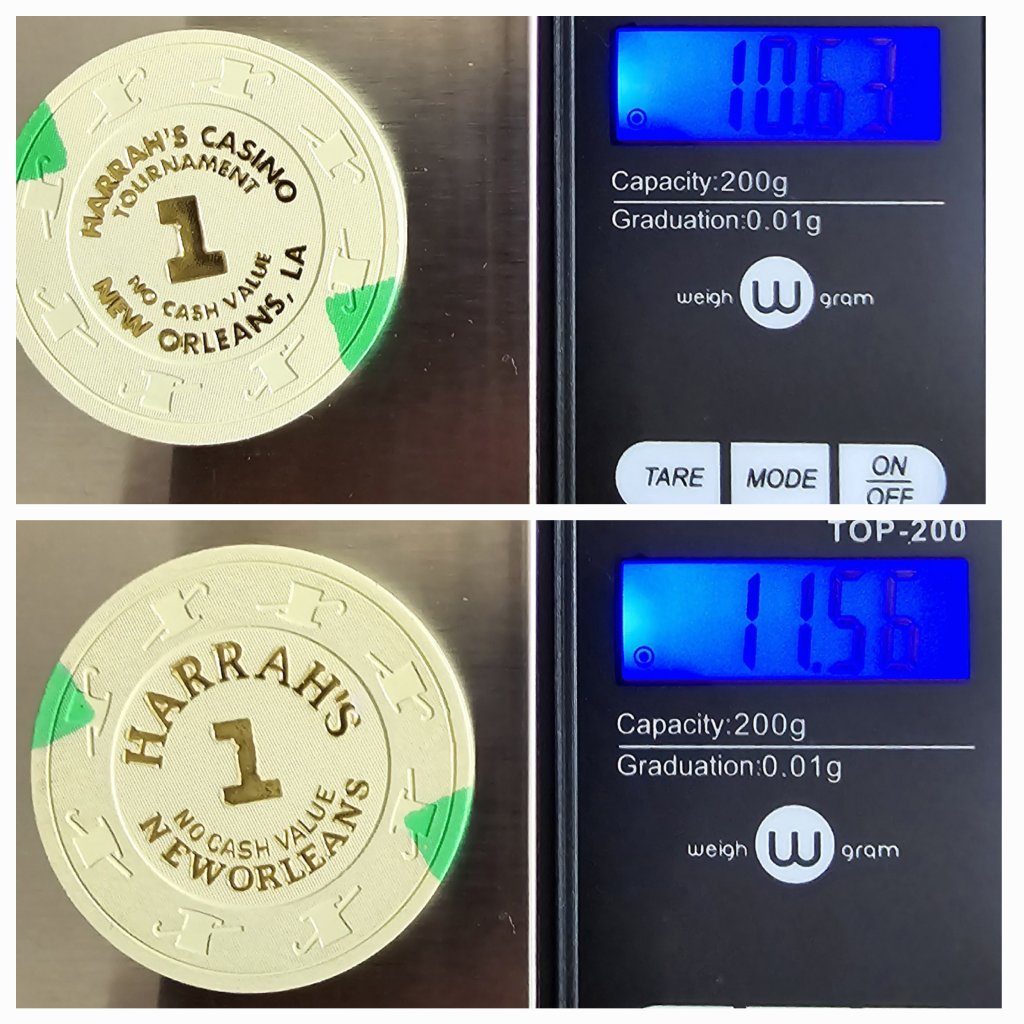 HARRAH'S CASINO
TOURNAMENT
1
NO CASH VALUE
NEW ORLEANS, LA
10.63
Capacity:200g
Graduation:0.01g
weigh W gram
TARE
MODE
ON
OFF
HARRAH'S
1
NO CASH VALUE
NEW ORLEANS
TOP-200
11.56
Capacity:200g
Graduation:0.01g
weigh W gram